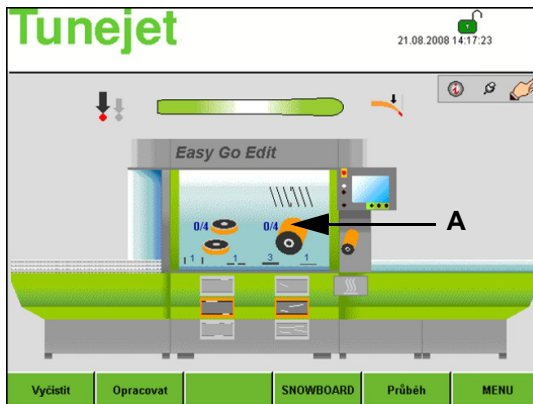 Tunejet
21.08.2008 14:17:23
Easy Go Edit
0/4 0/4
A
1 1 3 1
Vyčistit Opracovat SNOWBOARD Průběh MENU